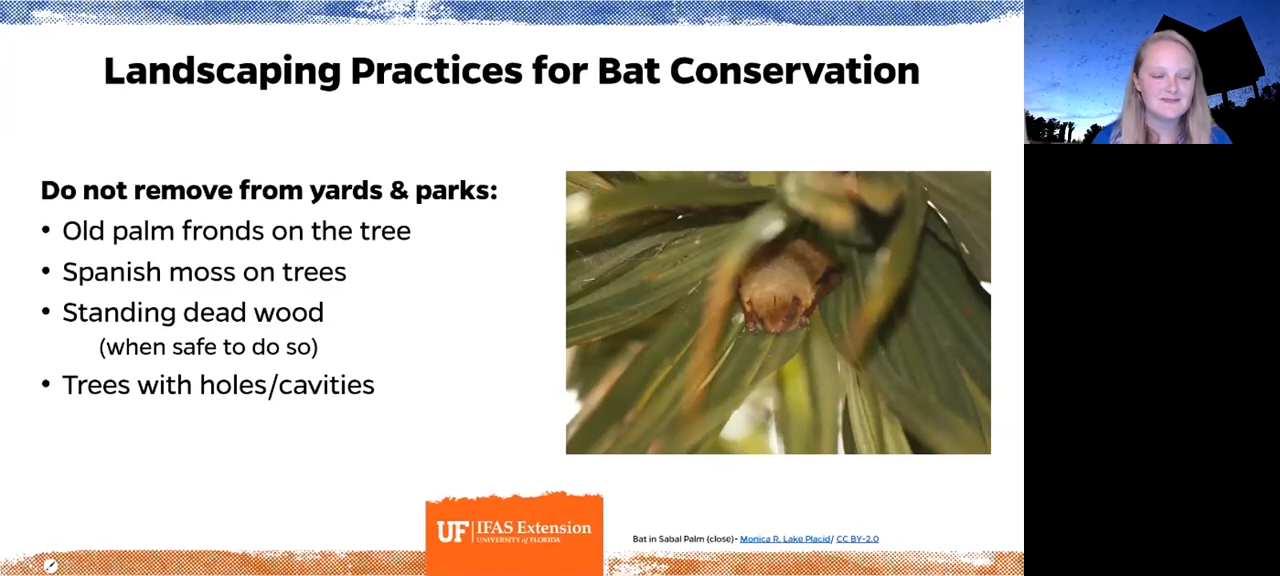 Landscaping Practices for Bat Conservation
Do not remove from yards & parks:
• Old palm fronds on the tree
• Spanish moss on trees
• Standing dead wood
(when safe to do so)
• Trees with holes/cavities
UF IFAS Extension
UNIVERSITY of FLORIDA
Bat in Sabal Palm (close)- Monica R. Lake Placid/ CC BY-2.0